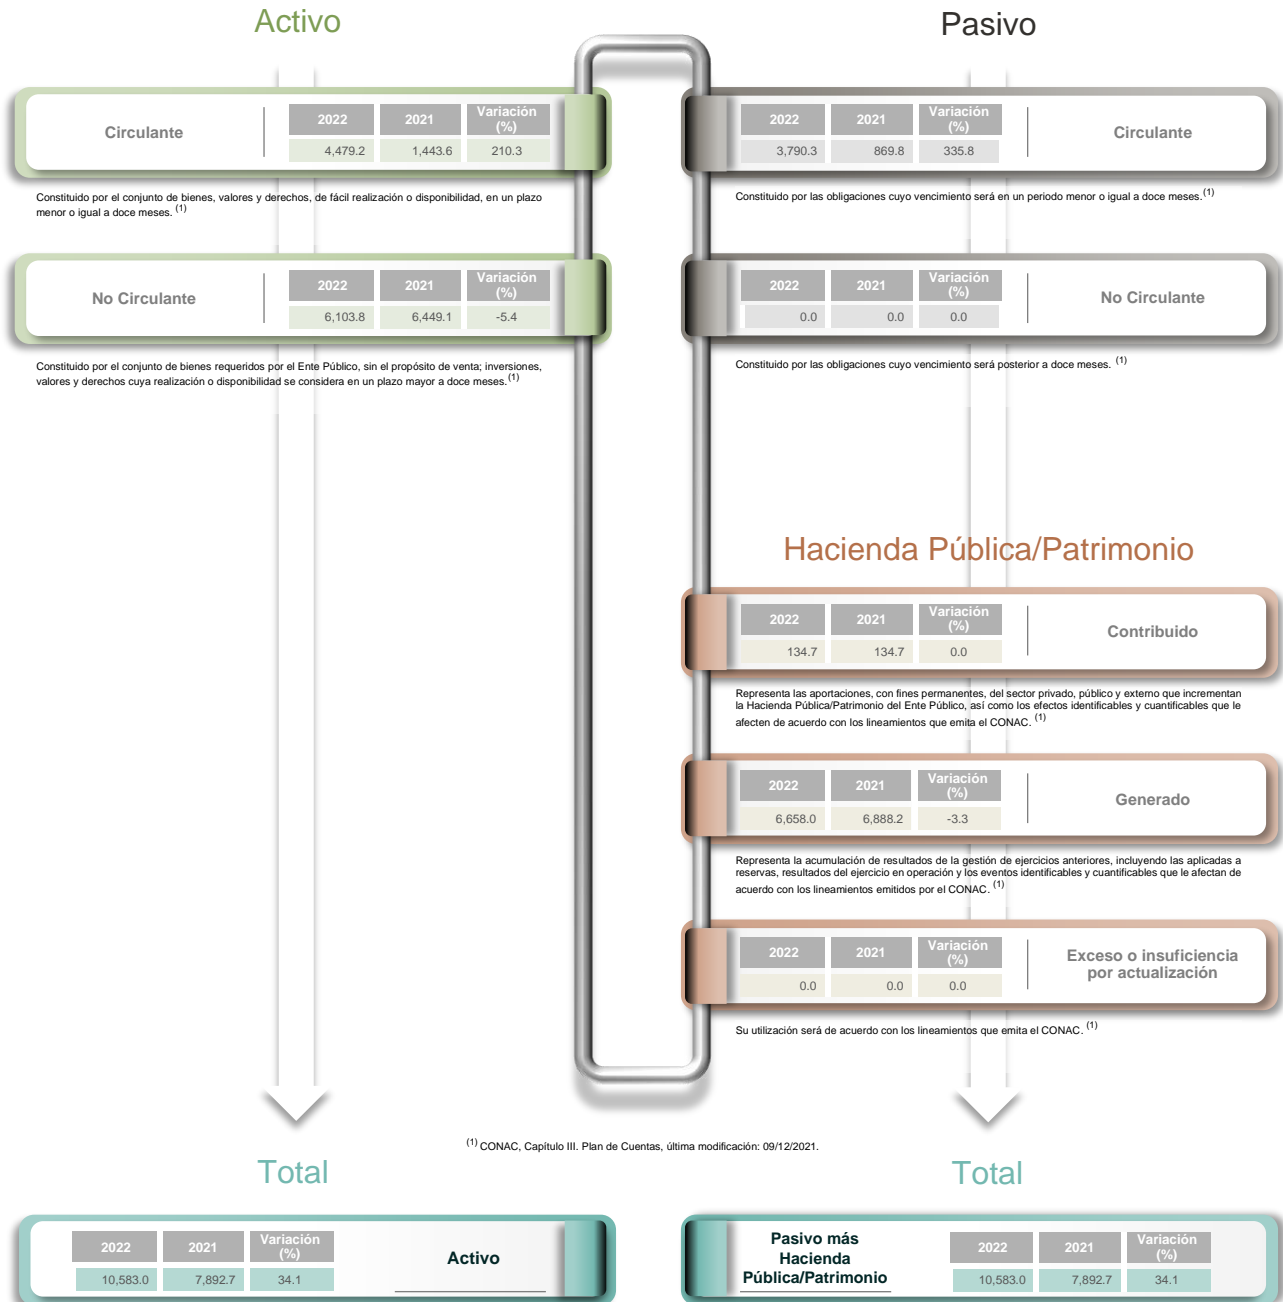 Activo
Circulante
2022 2021 Variación (%)
4,479.2 1,443.6 210.3
Constituido por el conjunto de bienes, valores y derechos, de fácil realización o disponibilidad, en un plazo
menor o igual a doce meses. (1)
No Circulante
2022 2021 Variación (%)
6,103.8 6,449.1 -5.4
Constituido por el conjunto de bienes requeridos por el Ente Público, sin el propósito de venta; inversiones,
valores y derechos cuya realización o disponibilidad se considera en un plazo mayor a doce meses. (1)
Pasivo
2022 2021 Variación (%)
3,790.3 869.8 335.8
Circulante
Constituido por las obligaciones cuyo vencimiento será en un periodo menor o igual a doce meses. (1)
2022 2021 Variación (%)
0.0 0.0 0.0
No Circulante
Constituido por las obligaciones cuyo vencimiento será posterior a doce meses. (1)
Hacienda Pública/Patrimonio
2022 2021 Variación (%)
134.7 134.7 0.0
Contribuido
Representa las aportaciones, con fines permanentes, del sector privado, público y externo que incrementan
la Hacienda Pública/Patrimonio del Ente Público, así como los efectos identificables y cuantificables que le
afecten de acuerdo con los lineamientos que emita el CONAC. (1)
2022 2021 Variación (%)
6,658.0 6,888.2 -3.3
Generado
Representa la acumulación de resultados de la gestión de ejercicios anteriores, incluyendo las aplicadas a
reservas, resultados del ejercicio en operación y los eventos identificables y cuantificables que le afectan de
acuerdo con los lineamientos emitidos por el CONAC. (1)
2022 2021 Variación (%)
0.0 0.0 0.0
Exceso o insuficiencia
por actualización
Su utilización será de acuerdo con los lineamientos que emita el CONAC. (1)
(1) CONAC, Capítulo III. Plan de Cuentas, última modificación: 09/12/2021.
Total
2022 2021 Variación (%)
10,583.0 7,892.7 34.1
Activo
Total
Pasivo más
Hacienda
Pública/Patrimonio
2022 2021 Variación (%)
10,583.0 7,892.7 34.1